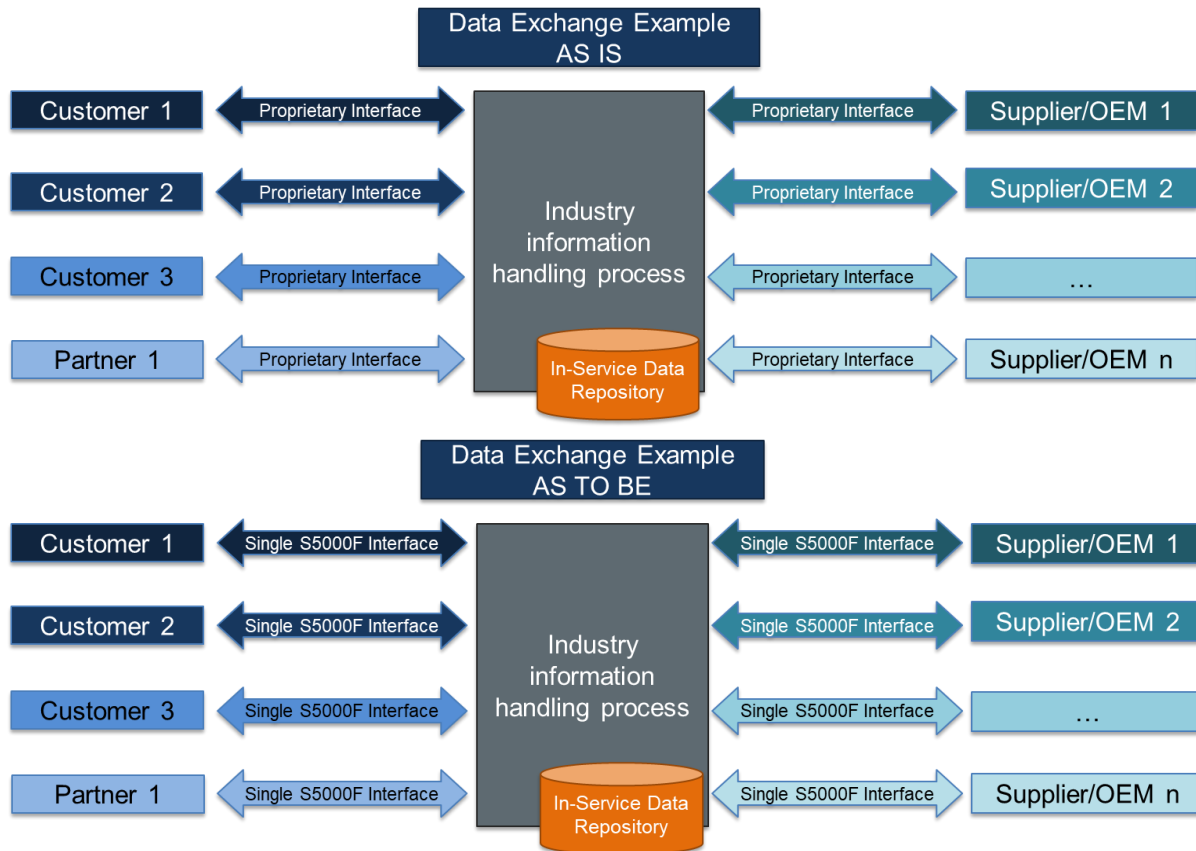 Data Exchange Example
AS IS
Customer 1
Proprietary Interface
Proprietary Interface
Supplier/OEM 1
Customer 2
Proprietary Interface
Proprietary Interface
Supplier/OEM 2
Industry
information
handling process
Customer 3
Proprietary Interface
Proprietary Interface
...
Partner 1
Proprietary Interface
Proprietary Interface
Supplier/OEM n
In-Service Data
Repository
Data Exchange Example
AS TO BE
Customer 1
Single S5000F Interface
Single S5000F Interface
Supplier/OEM 1
Customer 2
Single S5000F Interface
Single S5000F Interface
Supplier/OEM 2
Industry
information
handling process
Customer 3
Single S5000F Interface
Single S5000F Interface
...
Partner 1
Single S5000F Interface
Single S5000F Interface
Supplier/OEM n
In-Service Data
Repository